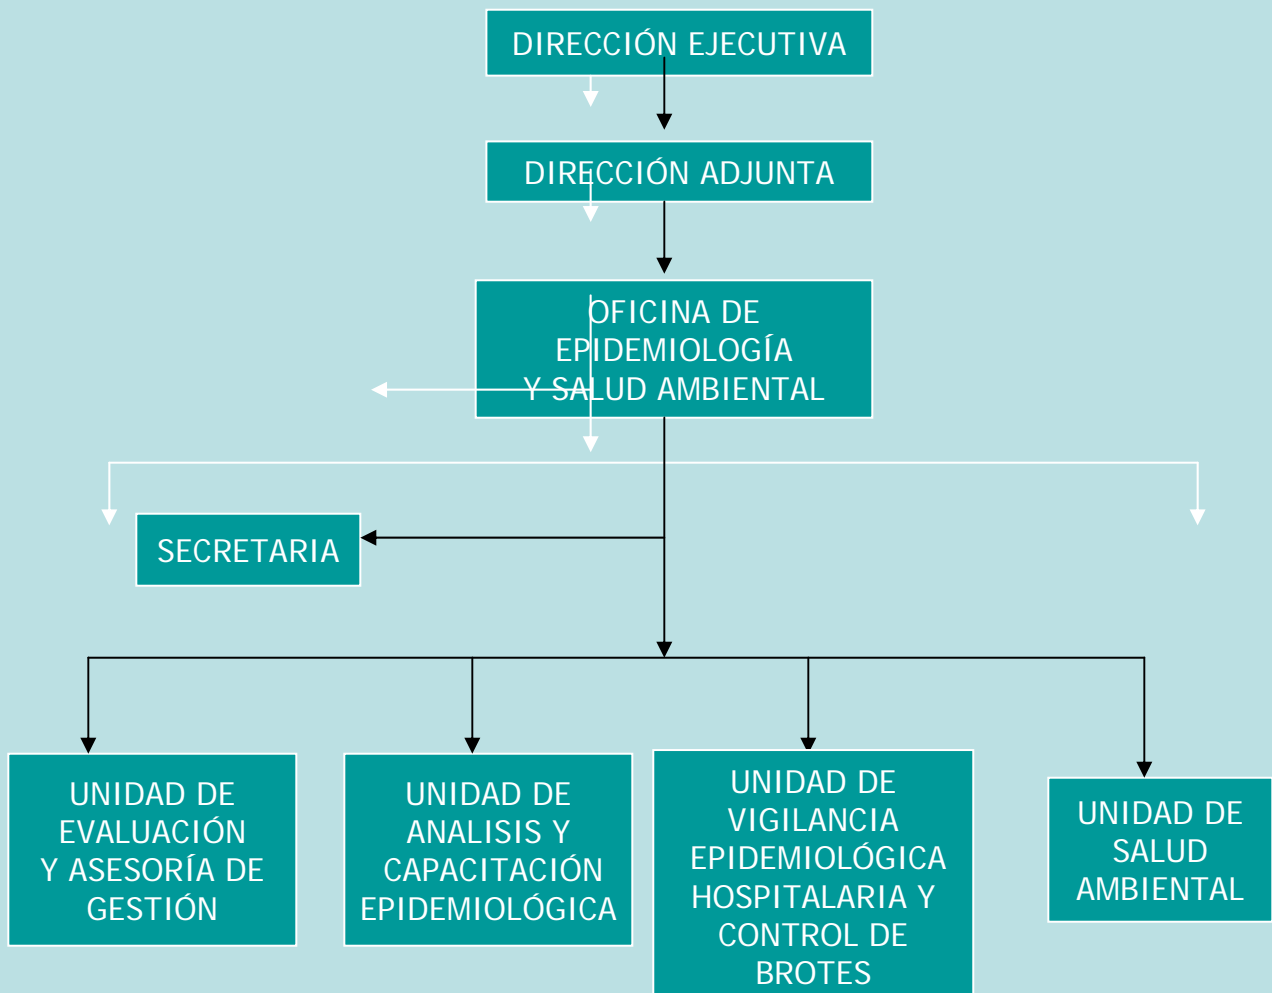 DIRECCIÓN EJECUTIVA
DIRECCIÓN ADJUNTA
OFICINA DE
EPIDEMIOLOGÍA
Y SALUD AMBIENTAL
SECRETARIA
UNIDAD DE
EVALUACIÓN
Y ASESORÍA DE
GESTIÓN
UNIDAD DE
ANALISIS Y
CAPACITACIÓN
EPIDEMIOLÓGICA
UNIDAD DE
VIGILANCIA
EPIDEMIOLÓGICA
HOSPITALARIA Y
CONTROL DE
BROTES
UNIDAD DE
SALUD
AMBIENTAL